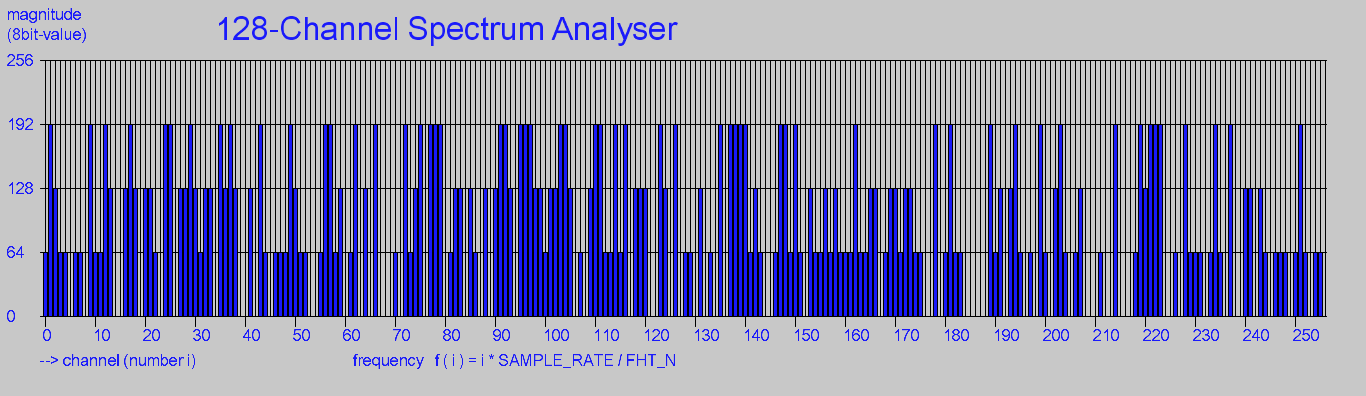 magnitude
(8bit-value)
128-Channel Spectrum Analyser
256
192
128
64
0
0 10 20 30 40 50 60 70 80 90 100 110 120 130 140 150 160 170 180 190 200 210 220 230 240 250
--> channel (number i)
frequency f ( i ) = i * SAMPLE_RATE / FHT_N